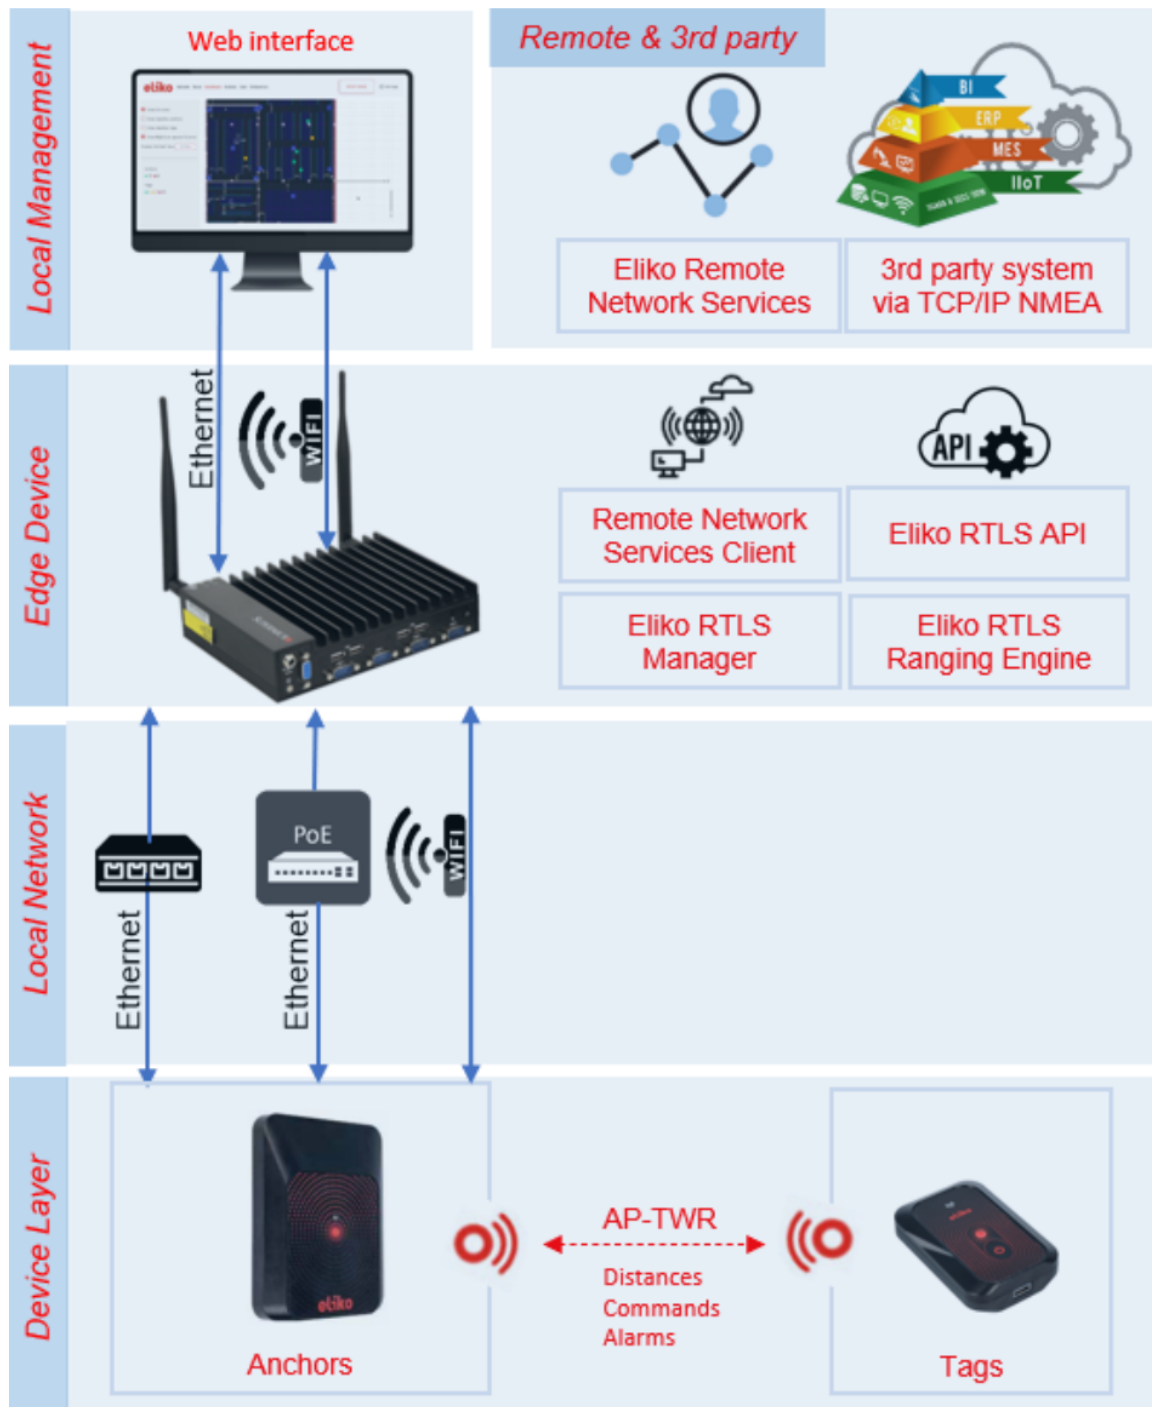 Local Management
Web interface
eliko
Remote & 3rd party
BI
ERP
MES
IIoT
Eliko Remote
Network Services
3rd party system
via TCP/IP NMEA
Edge Device
Ethernet
WIFI
API
Remote Network
Services Client
Eliko RTLS API
Eliko RTLS
Manager
Eliko RTLS
Ranging Engine
Local Network
PoE
WIFI
Ethernet
Ethernet
Device Layer
eliko
Anchors
AP-TWR
Distances
Commands
Alarms
eliko
Tags